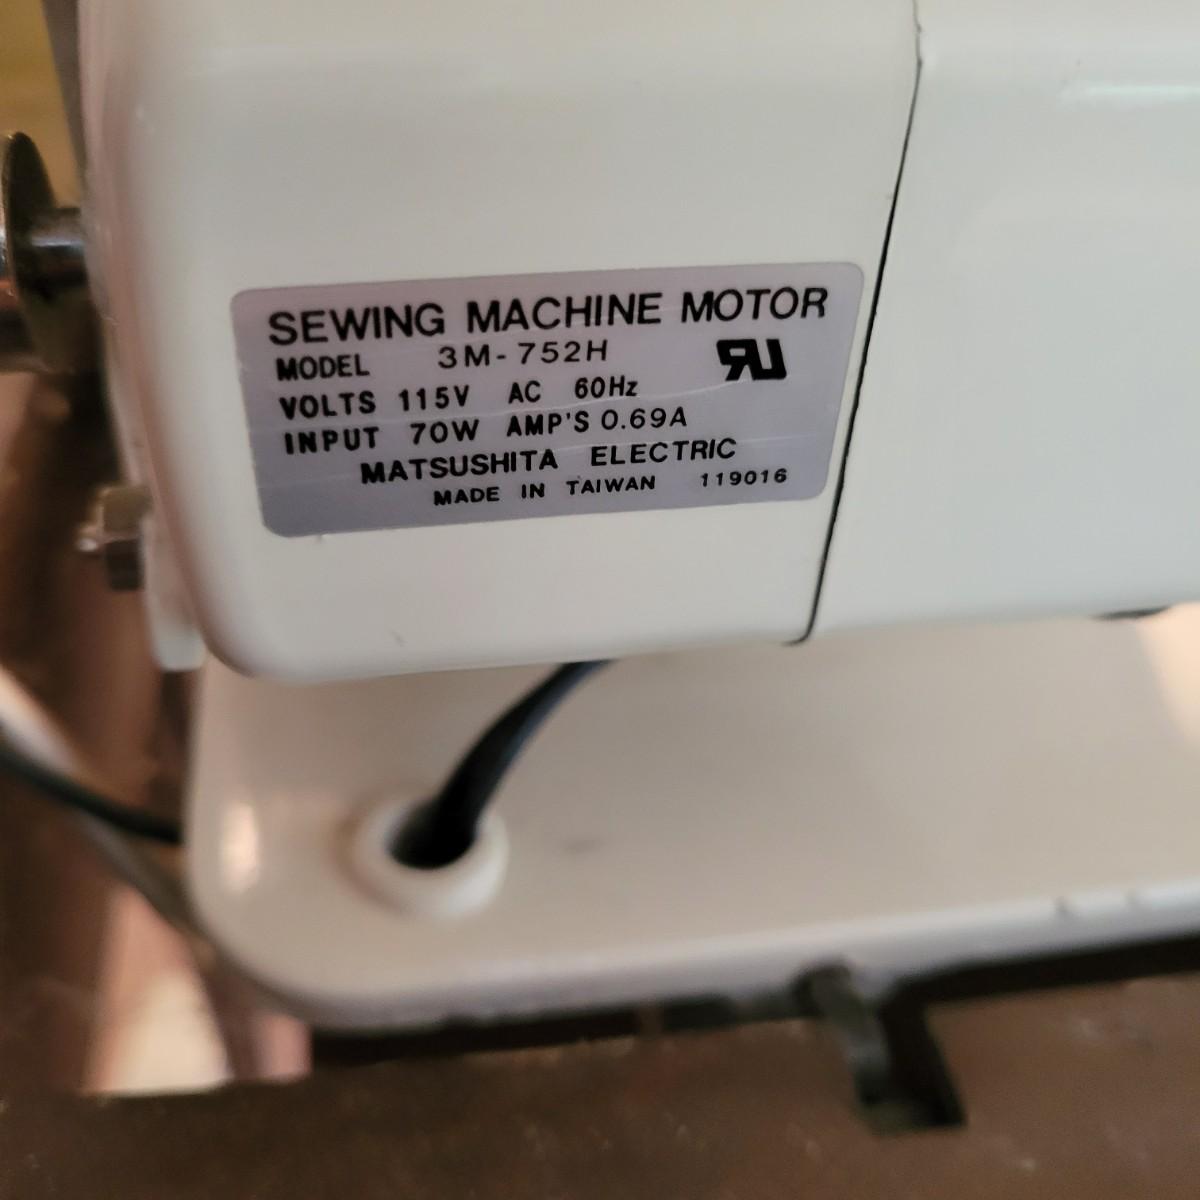 SEWING MACHINE MOTOR
MODEL 3M-752H
VOLTS 115V AC 60Hz
INPUT 70W AMP'S 0.69A
MATSUSHITA ELECTRIC
MADE IN TAIWAN 119016